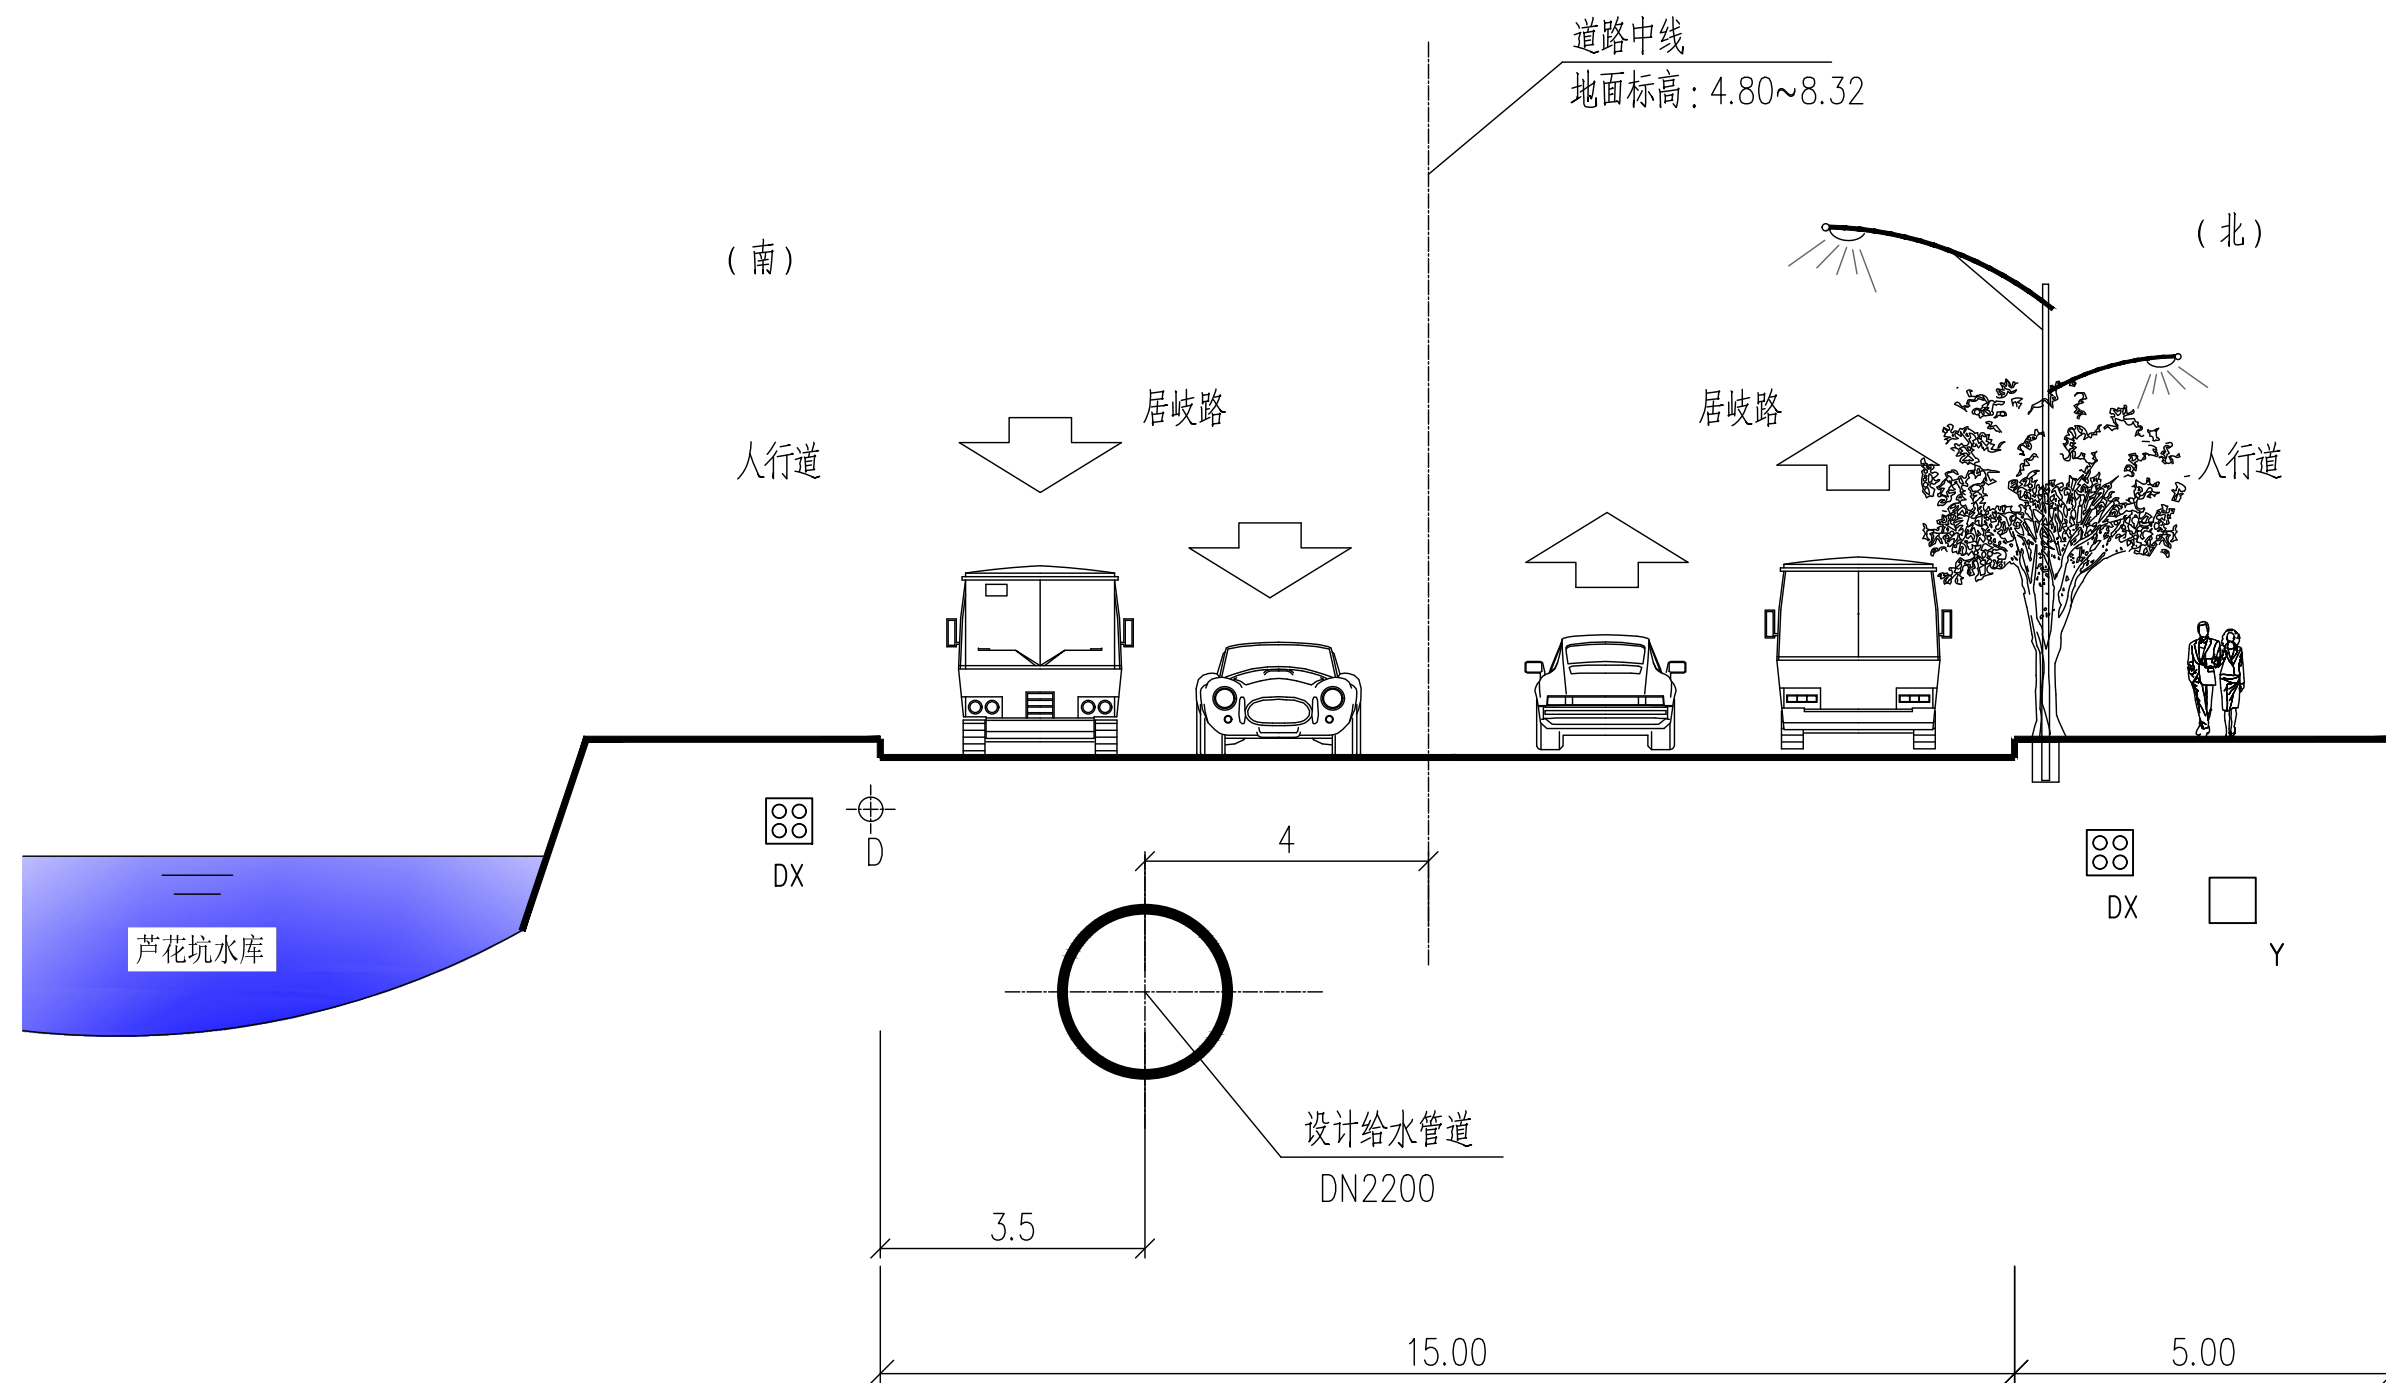 道路中线
地面标高：4.80~8.32
（南）
（北）
居岐路
居岐路
人行道
人行道
4
D
DX
DX
Y
芦花坑水库
设计给水管道
DN2200
3.5
15.00
5.00